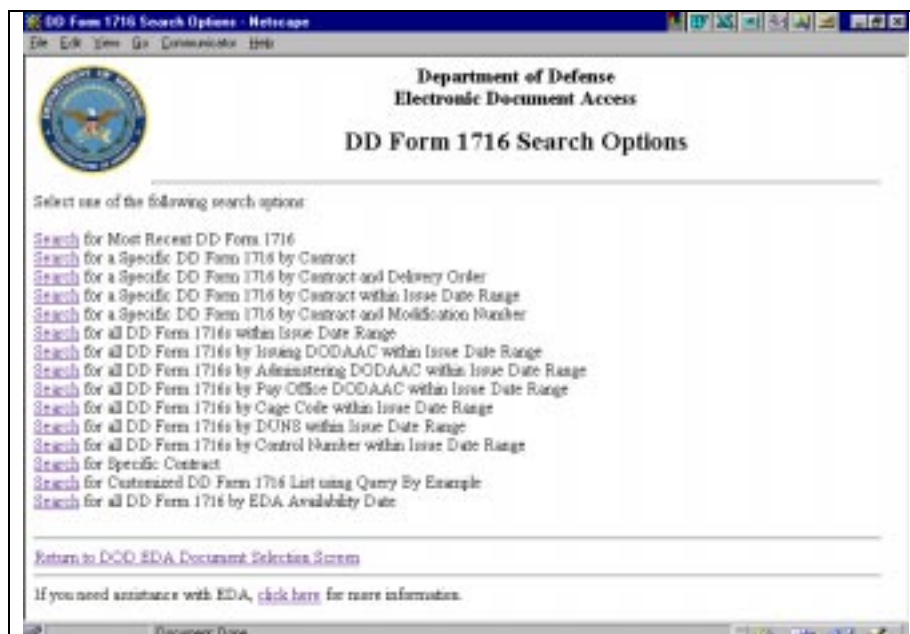 DD Form 1716 Search Options - Netscape
File Edit View Go Communicator Help
Department of Defense
Electronic Document Access
DD Form 1716 Search Options
Select one of the following search options
Search for Most Recent DD Form 1716
Search for a Specific DD Form 1716 by Contract
Search for a Specific DD Form 1716 by Contract and Delivery Order
Search for a Specific DD Form 1716 by Contract within Issue Date Range
Search for a Specific DD Form 1716 by Contract and Modification Number
Search for all DD Form 1716s within Issue Date Range
Search for all DD Form 1716s by Issuing DODAAC within Issue Date Range
Search for all DD Form 1716s by Administering DODAAC within Issue Date Range
Search for all DD Form 1716s by Pay Office DODAAC within Issue Date Range
Search for all DD Form 1716s by Cage Code within Issue Date Range
Search for all DD Form 1716s by DUNS within Issue Date Range
Search for all DD Form 1716s by Control Number within Issue Date Range
Search for Specific Contract
Search for Customized DD Form 1716 List using Query By Example
Search for all DD Form 1716 by EDA Availability Date
Return to DOD EDA Document Selection Screen
If you need assistance with EDA, click here for more information.
Document: Done